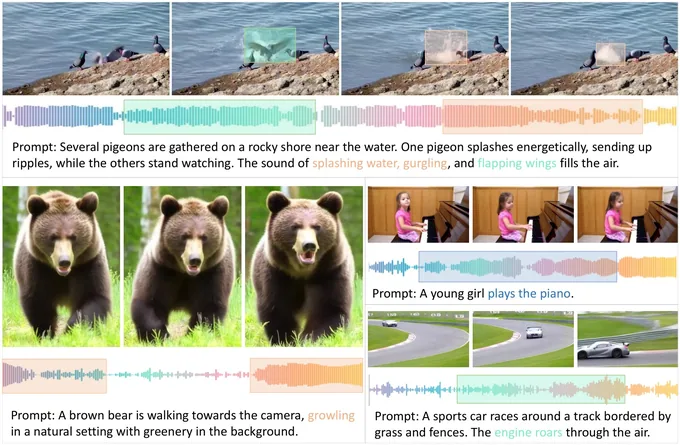 Prompt: Several pigeons are gathered on a rocky shore near the water. One pigeon splashes energetically, sending up
ripples, while the others stand watching. The sound of splashing water, gurgling, and flapping wings fills the air.
Prompt: A young girl plays the piano.
Prompt: A brown bear is walking towards the camera, growling
in a natural setting with greenery in the background.
Prompt: A sports car races around a track bordered by
grass and fences. The engine roars through the air.